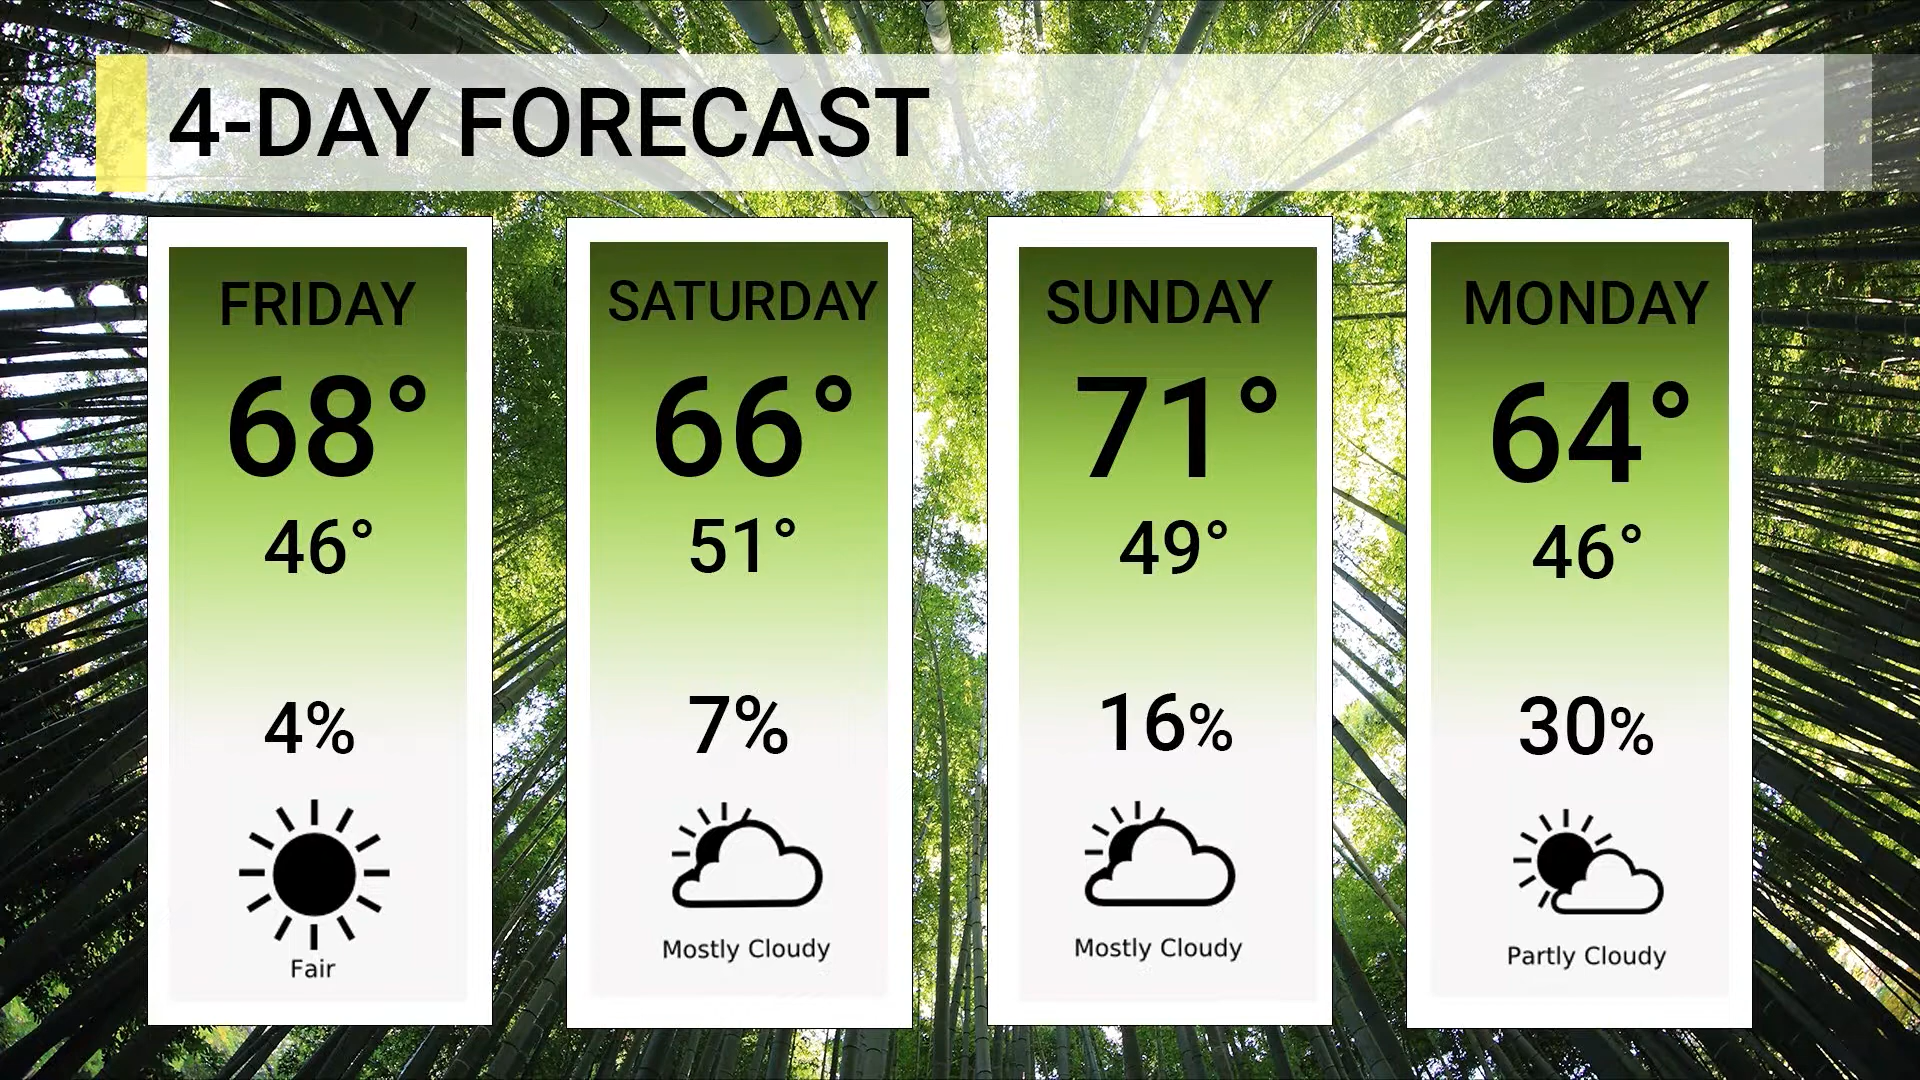 4-DAY FORECAST
FRIDAY
68°
46°
4%
Fair
SATURDAY
66°
51°
7%
Mostly Cloudy
SUNDAY
71°
49°
16%
Mostly Cloudy
MONDAY
64°
46°
30%
Partly Cloudy